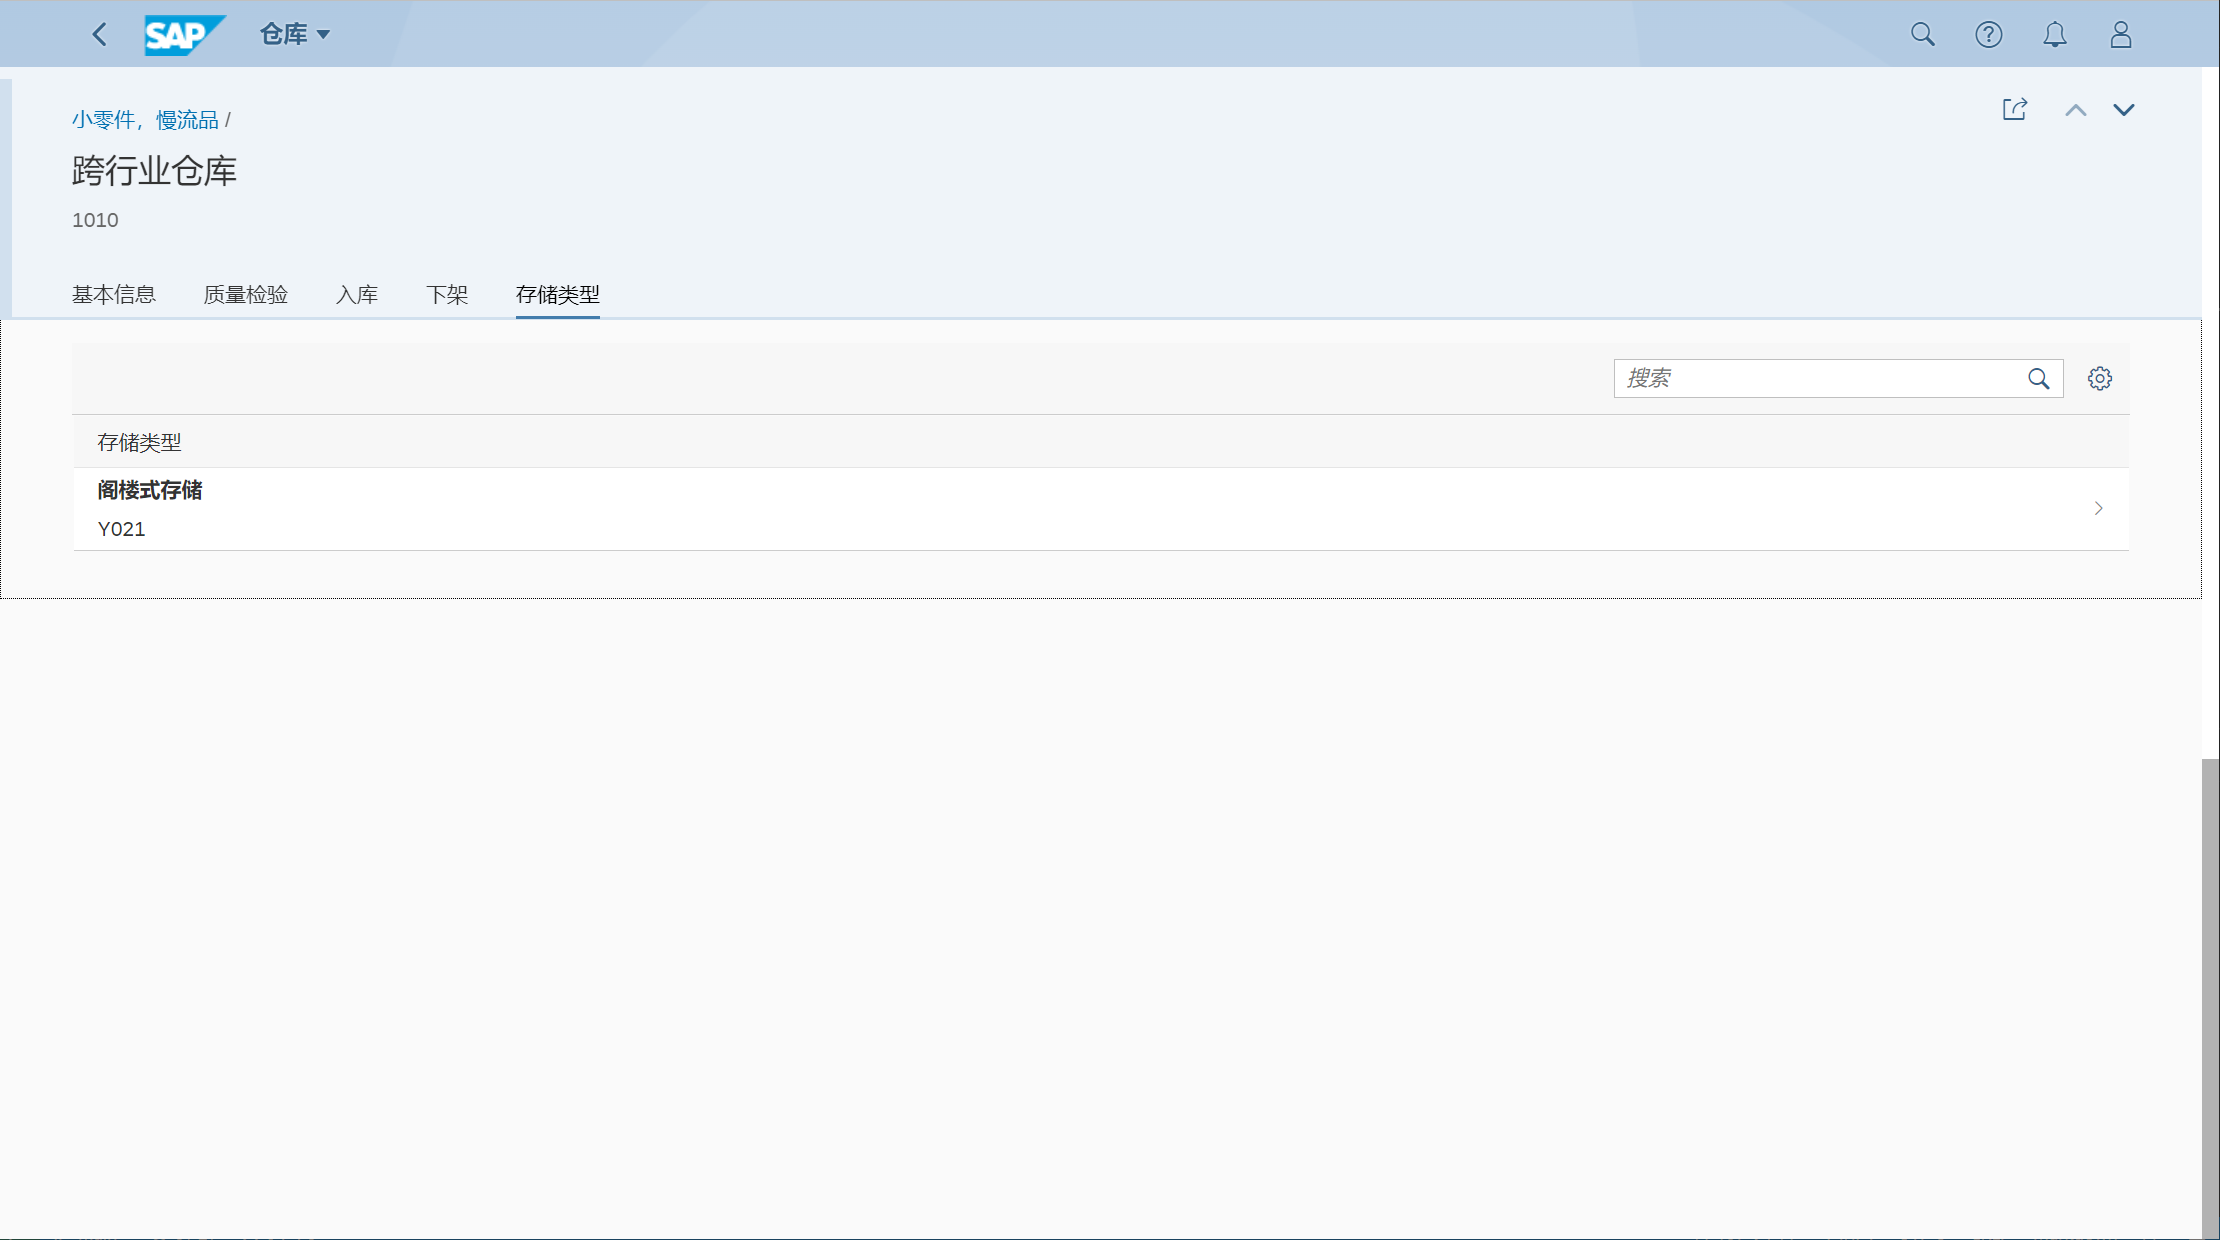 SAP 仓库
小零件，慢流品 /
跨行业仓库
1010
基本信息 质量检验 入库 下架 存储类型
搜索
存储类型
阁楼式存储
Y021